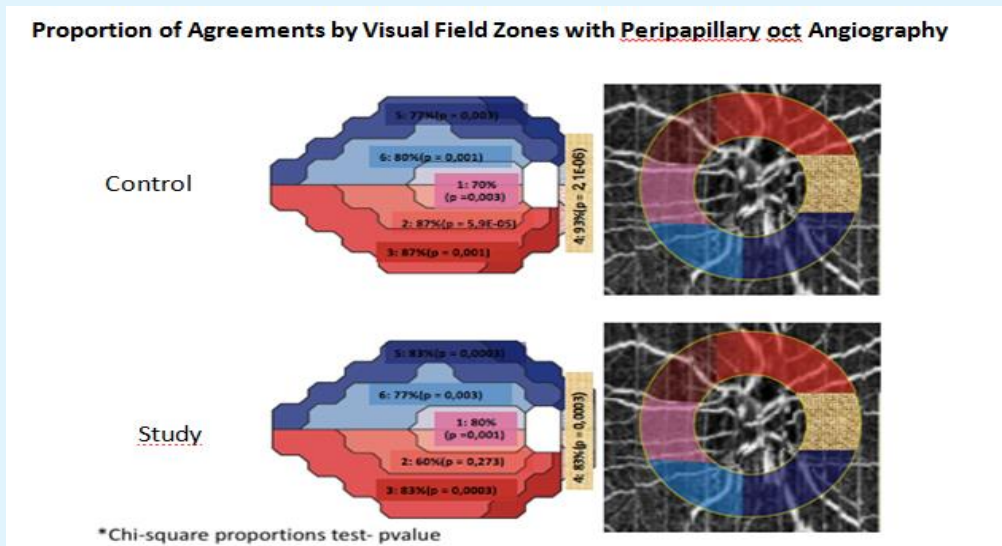 Proportion of Agreements by Visual Field Zones with Peripapillary oct Angiography
Control
5: 77%(p = 0,003)
6: 80%(p = 0,001)
1: 70%
(p =0,003)
2: 87%(p = 5,9E-05)
3: 87%(p = 0,001)
4: 93%(p = 2,1E-06)
Study
5: 83%(p = 0,0003)
6: 77%(p = 0,003)
1: 80%
(p =0,001)
2: 60%(p = 0,273)
3: 83%(p = 0,0003)
4: 83%(p = 0,0003)
*Chi-square proportions test- pvalue